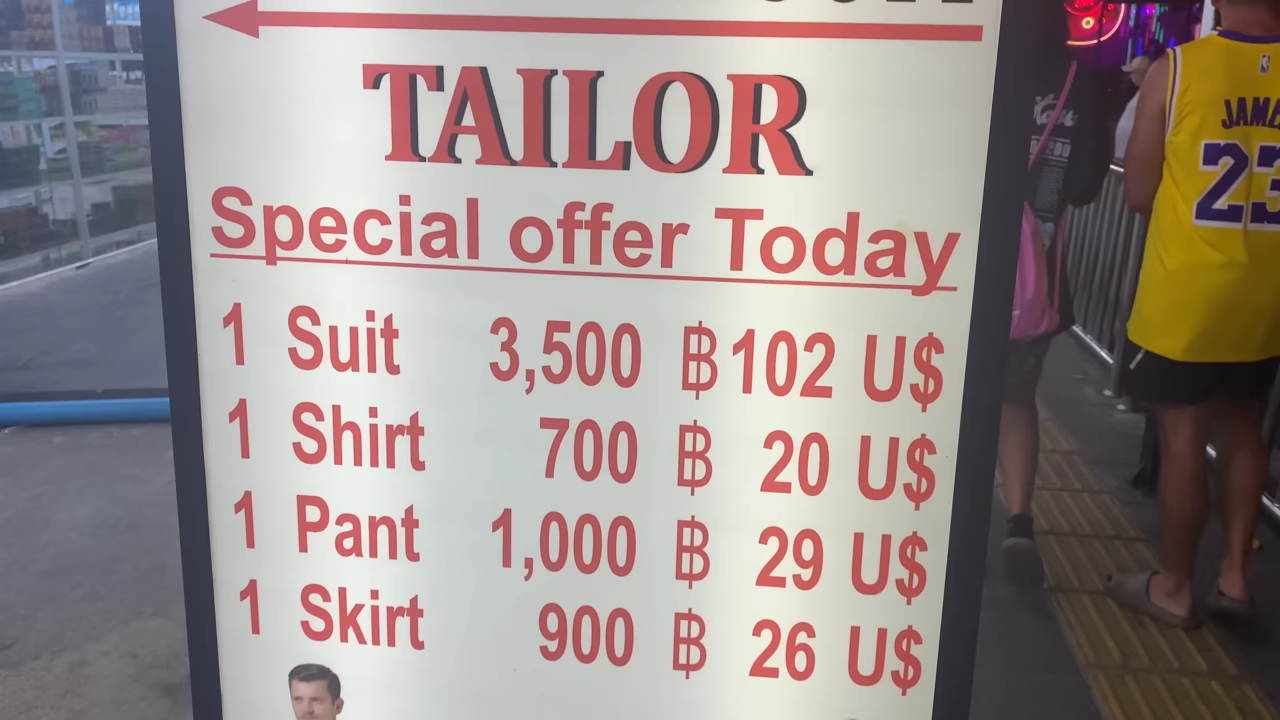 TAILOR
Special offer Today
1 Suit 3,500 ฿ 102 U$
1 Shirt 700 ฿ 20 U$
1 Pant 1,000 ฿ 29 U$
1 Skirt 900 ฿ 26 U$
23